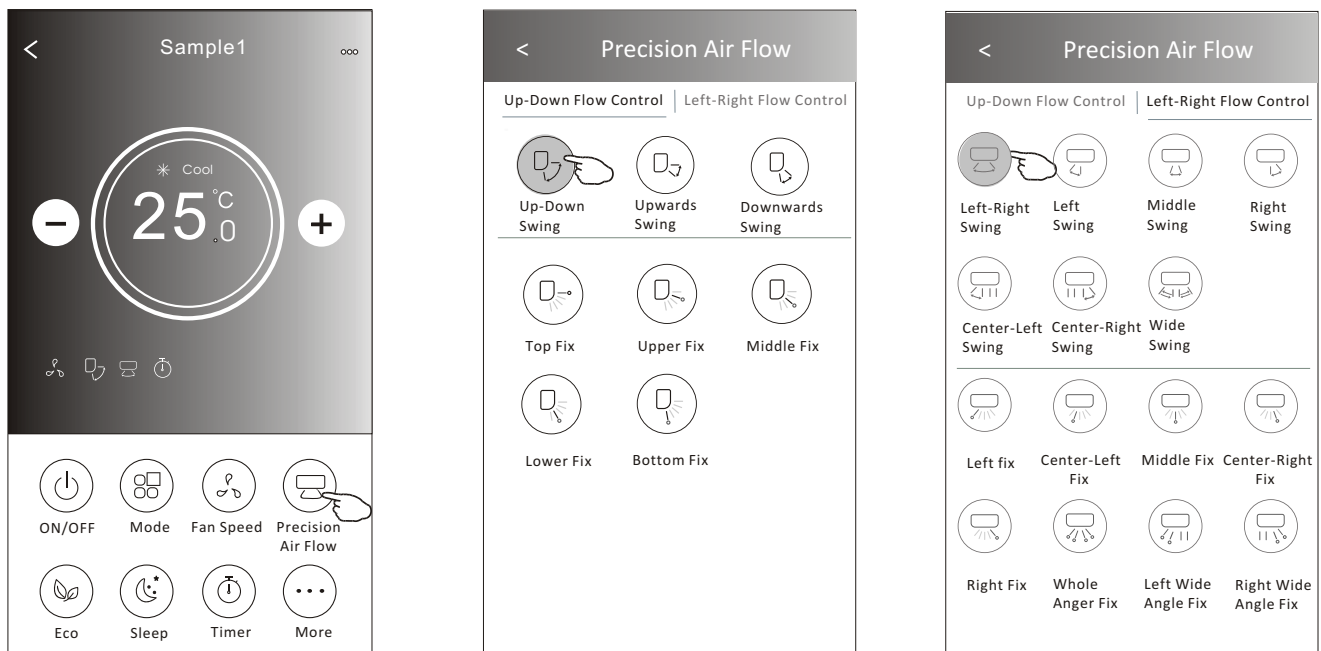 < Sample1 ooo
Cool
25.0°C
− +
ON/OFF Mode Fan Speed Precision
Air Flow
Eco Sleep Timer More
< Precision Air Flow
Up-Down Flow Control Left-Right Flow Control
Up-Down Upwards Downwards
Swing Swing Swing
Top Fix Upper Fix Middle Fix
Lower Fix Bottom Fix
< Precision Air Flow
Up-Down Flow Control Left-Right Flow Control
Left-Right Left Middle Right
Swing Swing Swing Swing
Center-Left Center-Right Wide
Swing Swing Swing
Left fix Center-Left Middle Fix Center-Right
Fix Fix
Right Fix Whole Left Wide Right Wide
Anger Fix Angle Fix Angle Fix